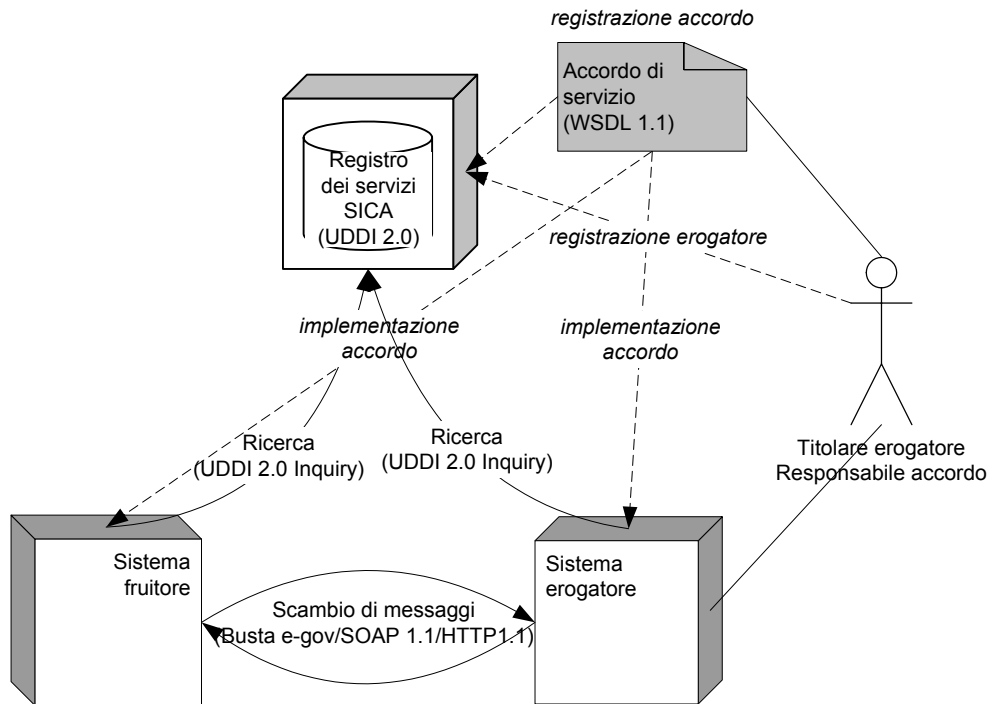 registrazione accordo
Accordo di
servizio
(WSDL 1.1)
Registro
dei servizi
SICA
(UDDI 2.0)
registrazione erogatore
implementazione
accordo
implementazione
accordo
Ricerca
(UDDI 2.0 Inquiry)
Ricerca
(UDDI 2.0 Inquiry)
Titolare erogatore
Responsabile accordo
Sistema
fruitore
Sistema
erogatore
Scambio di messaggi
(Busta e-gov/SOAP 1.1/HTTP1.1)